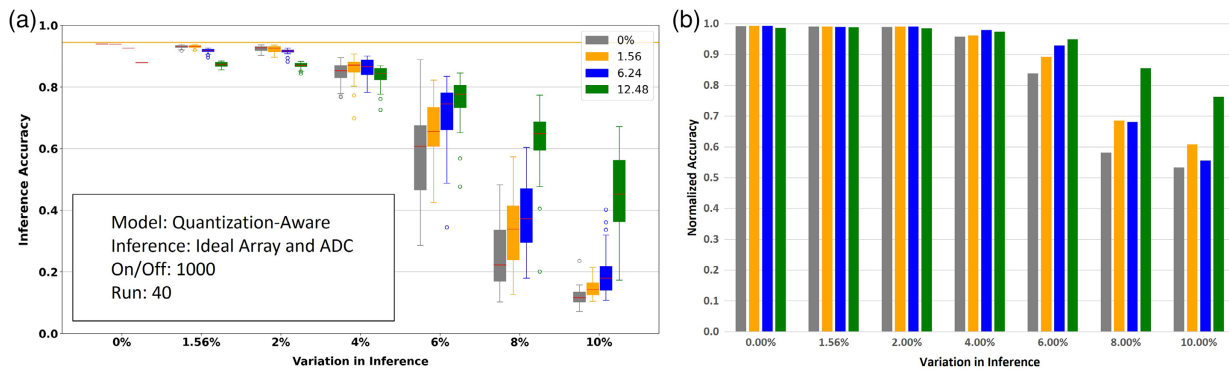 (a)
1.0
0.8
0.6
0.4
0.2
0.0
Inference Accuracy
0%
1.56
6.24
12.48
Model: Quantization-Aware
Inference: Ideal Array and ADC
On/Off: 1000
Run: 40
0% 1.56% 2% 4% 6% 8% 10%
Variation in Inference
(b)
1.0
0.9
0.8
0.7
0.6
0.5
0.4
0.3
0.2
0.1
0.0
Normalized Accuracy
0.00% 1.56% 2.00% 4.00% 6.00% 8.00% 10.00%
Variation in Inference